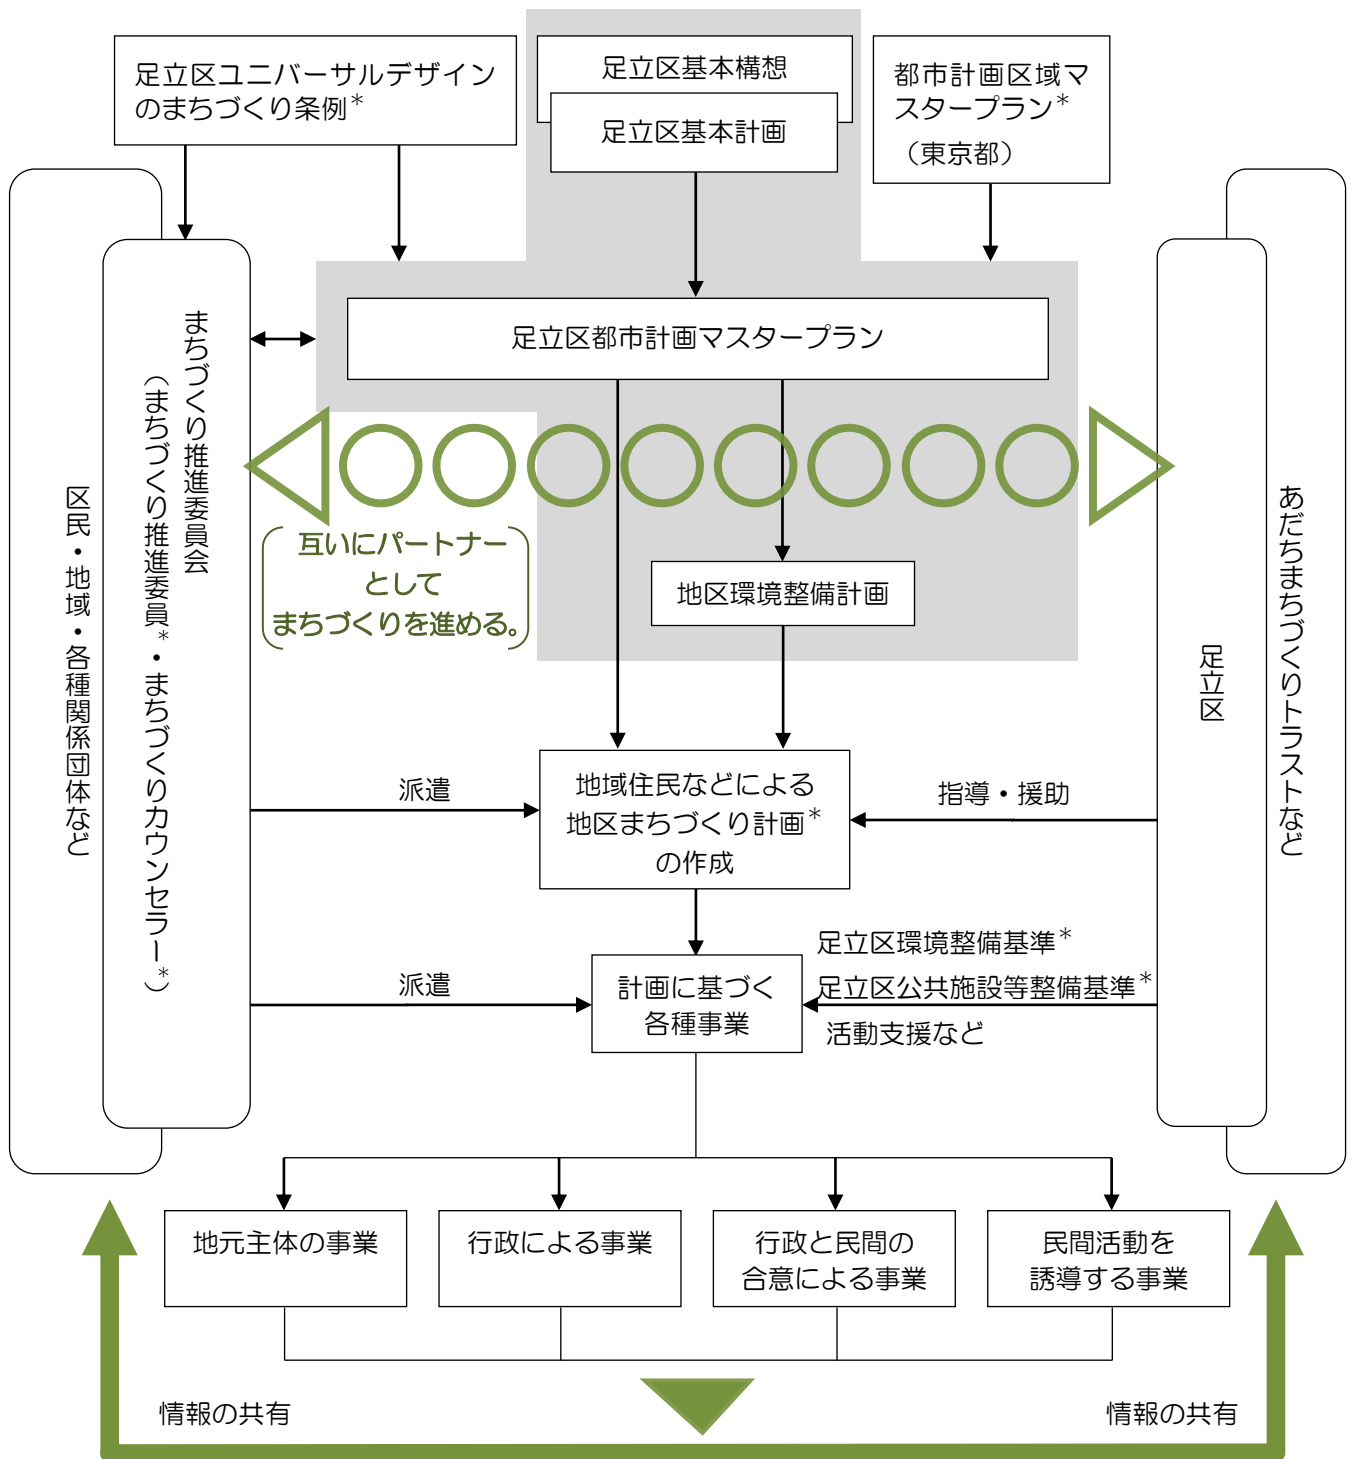 足立区ユニバーサルデザイン
のまちづくり条例*
足立区基本構想
足立区基本計画
都市計画区域マ
スタープラン*
（東京都）
足立区都市計画マスタープラン
まちづくり推進委員会
（まちづくり推進委員*・まちづくりカウンセラー*）
区民・地域・各種関係団体など
互いにパートナー
として
まちづくりを進める。
地区環境整備計画
足立区
あだちまちづくりトラストなど
派遣
地域住民などによる
地区まちづくり計画*
の作成
指導・援助
派遣
計画に基づく
各種事業
足立区環境整備基準*
足立区公共施設等整備基準*
活動支援など
地元主体の事業
行政による事業
行政と民間の
合意による事業
民間活動を
誘導する事業
情報の共有
情報の共有